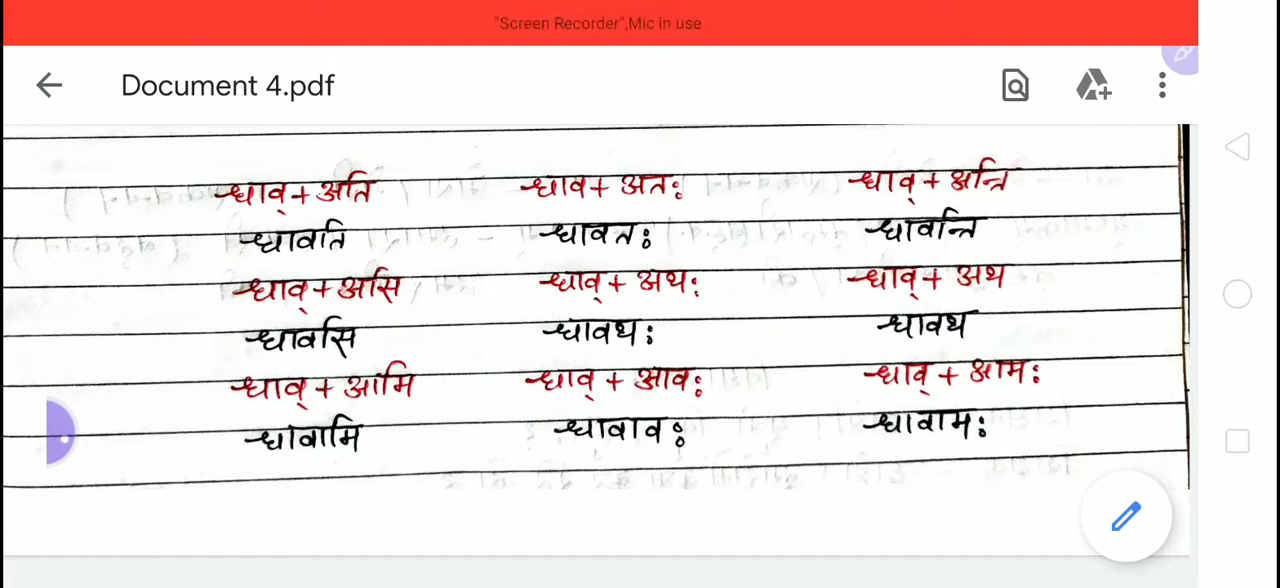 "Screen Recorder",Mic in use
Document 4.pdf
धाव् + अति धाव + अतः धाव् + अन्ति
धावति धावतः धावन्ति
धाव् + असि धाव् + अथः धाव् + अथ
धावसि धावथः धावथ
धाव् + आमि धाव् + आवः धाव् + आमः
धावामि धावावः धावामः